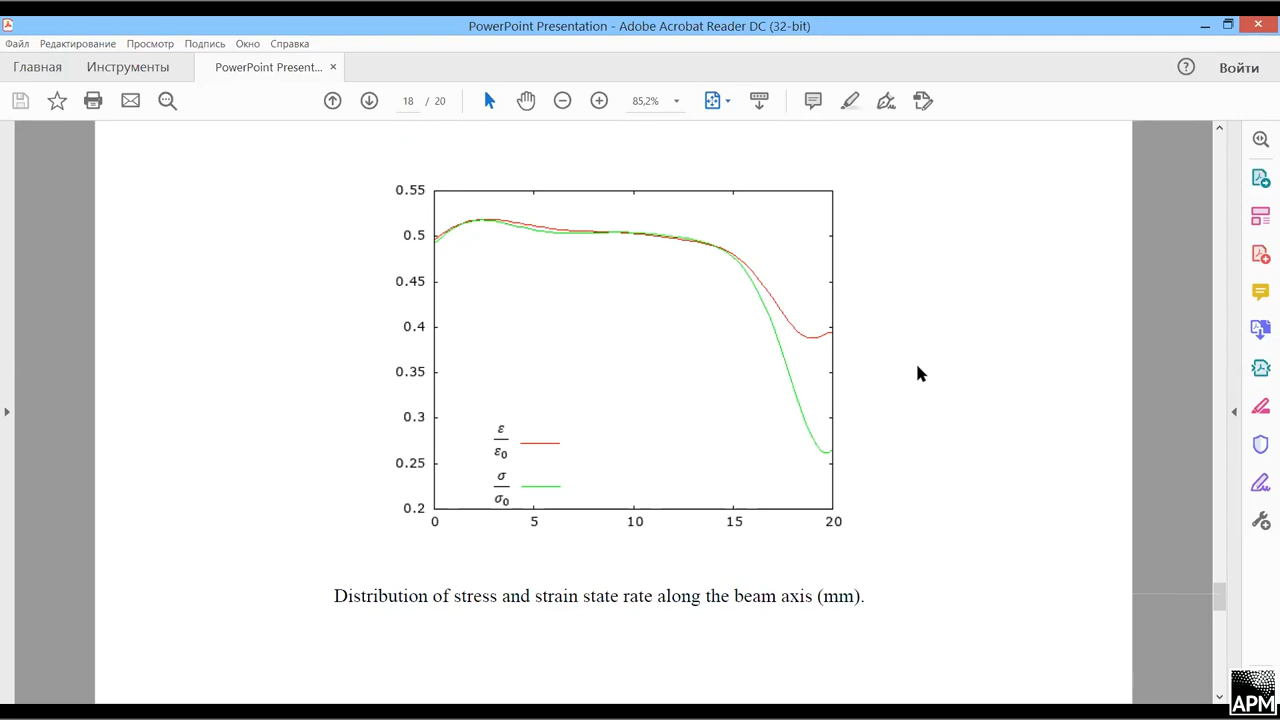 PowerPoint Presentation - Adobe Acrobat Reader DC (32-bit)
Файл Редактирование Просмотр Подпись Окно Справка
Главная Инструменты PowerPoint Present... × Войти
18 / 20 85,2%
0.55
0.5
0.45
0.4
0.35
0.3
0.25
0.2
ε
ε0
σ
σ0
0 5 10 15 20
Distribution of stress and strain state rate along the beam axis (mm).
APM